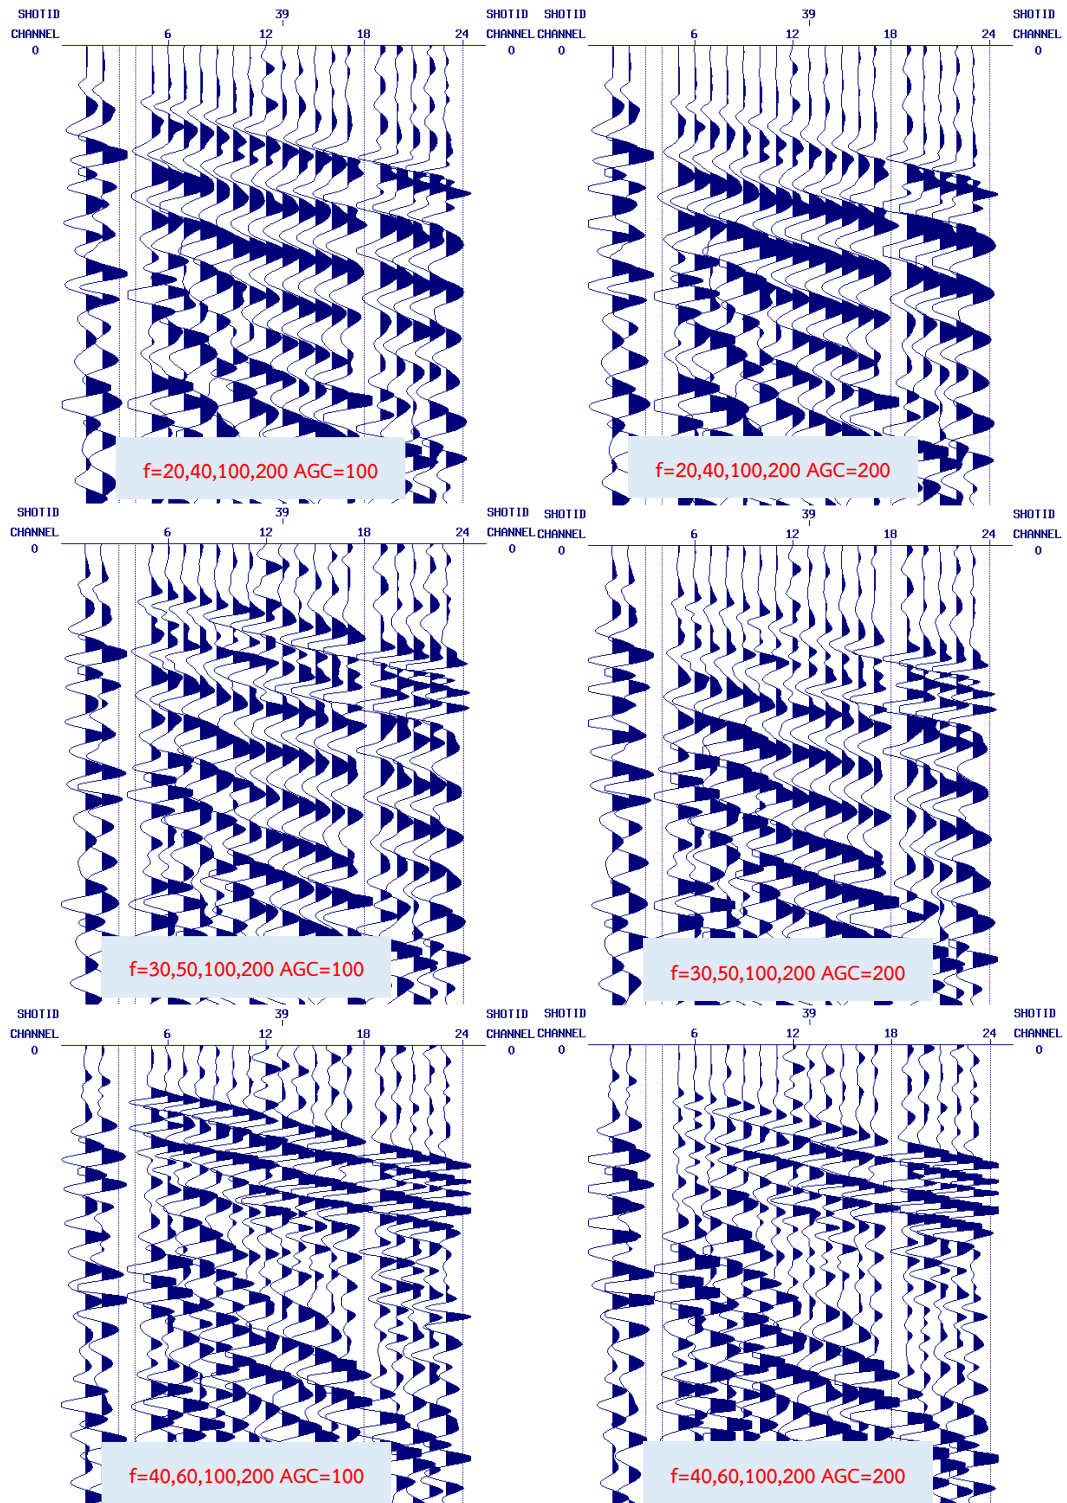 SHOTID 39 SHOTID SHOTID 39 SHOTID
CHANNEL 6 12 18 24 CHANNEL CHANNEL 6 12 18 24 CHANNEL
0 0 0 0
f=20,40,100,200 AGC=100 f=20,40,100,200 AGC=200
SHOTID 39 SHOTID SHOTID 39 SHOTID
CHANNEL 6 12 18 24 CHANNEL CHANNEL 6 12 18 24 CHANNEL
0 0 0 0
f=30,50,100,200 AGC=100 f=30,50,100,200 AGC=200
SHOTID 39 SHOTID SHOTID 39 SHOTID
CHANNEL 6 12 18 24 CHANNEL CHANNEL 6 12 18 24 CHANNEL
0 0 0 0
f=40,60,100,200 AGC=100 f=40,60,100,200 AGC=200